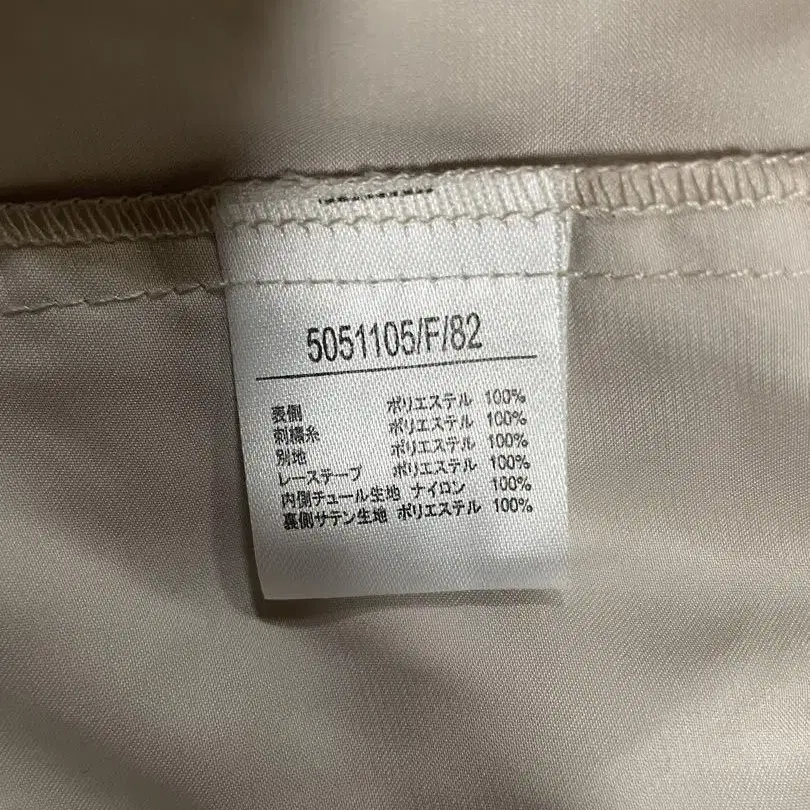 5051105/F/82
表側 ポリエステル 100%
刺繍糸 ポリエステル 100%
別地 ポリエステル 100%
レーステープ ポリエステル 100%
内側チュール生地 ナイロン 100%
裏側サテン生地 ポリエステル 100%